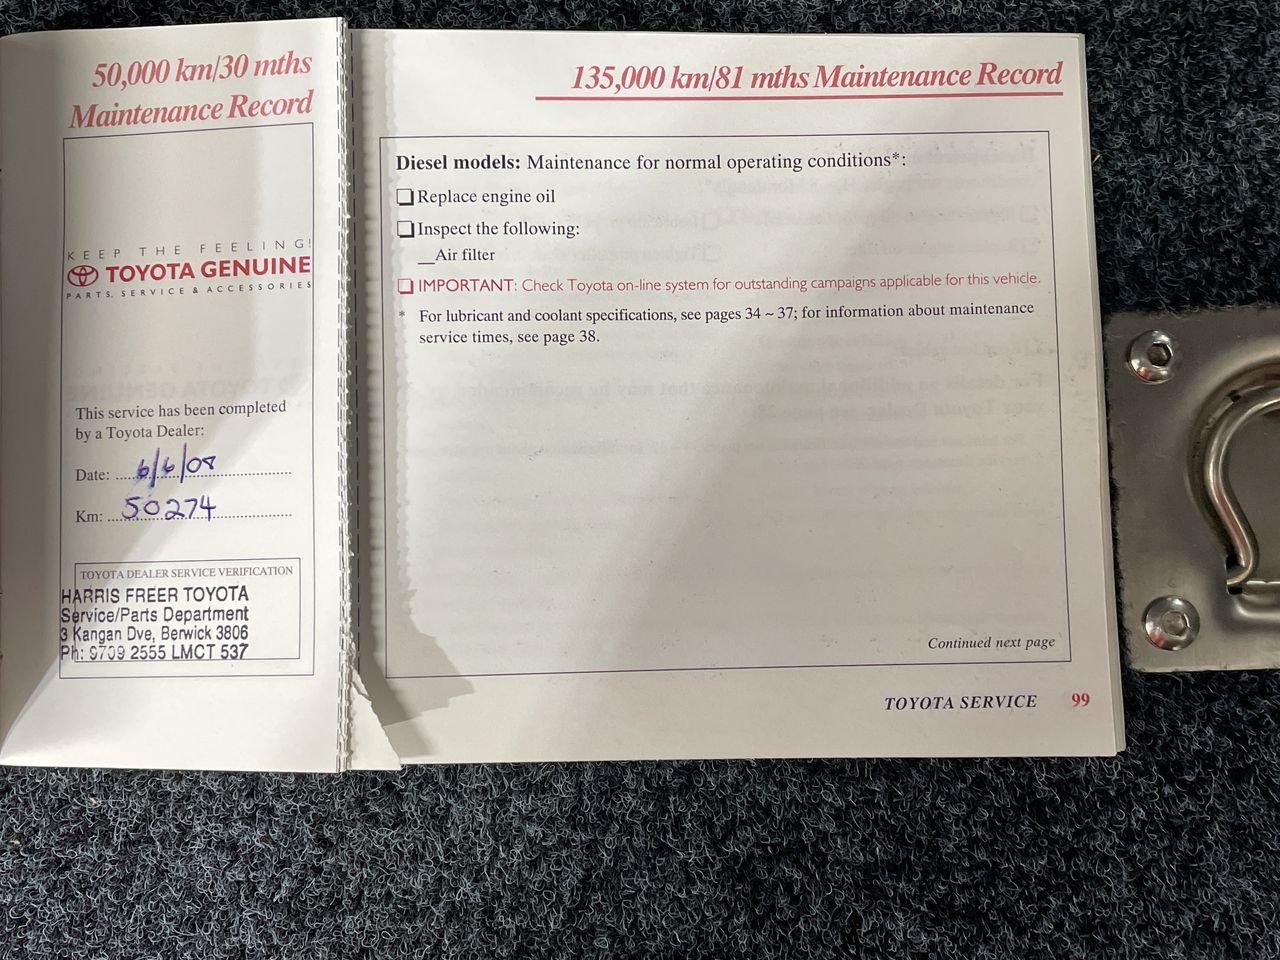 50,000 km/30 mths
Maintenance Record
KEEP THE FEELING!
TOYOTA GENUINE
PARTS, SERVICE & ACCESSORIES
This service has been completed
by a Toyota Dealer:
Date: 6/6/08
Km: 50274
TOYOTA DEALER SERVICE VERIFICATION
HARRIS FREER TOYOTA
Service/Parts Department
3 Kangan Dve, Berwick 3806
Ph: 9709 2555 LMCT 537
135,000 km/81 mths Maintenance Record
Diesel models: Maintenance for normal operating conditions*:
❏ Replace engine oil
❏ Inspect the following:
__Air filter
❏ IMPORTANT: Check Toyota on-line system for outstanding campaigns applicable for this vehicle.
* For lubricant and coolant specifications, see pages 34 ~ 37; for information about maintenance
service times, see page 38.
Continued next page
TOYOTA SERVICE 99